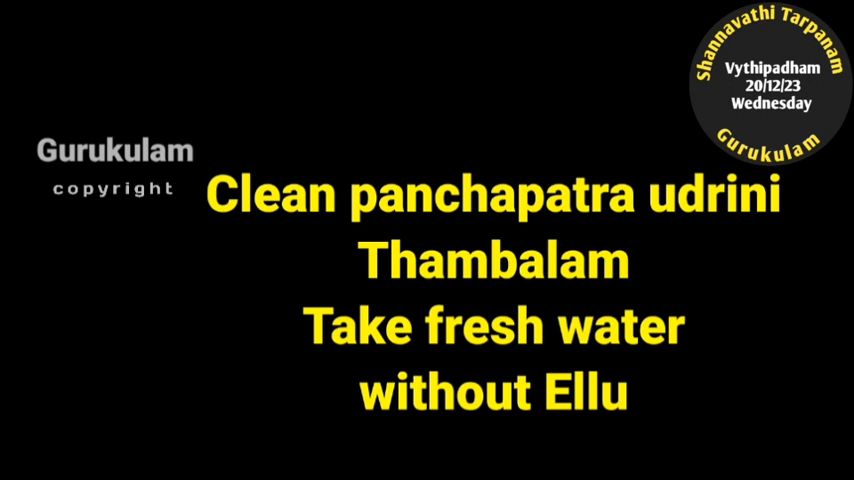 Shannavathi Tarpanam
Vythipadham
20/12/23
Wednesday
Gurukulam
Gurukulam
copyright
Clean panchapatra udrini
Thambalam
Take fresh water
without Ellu